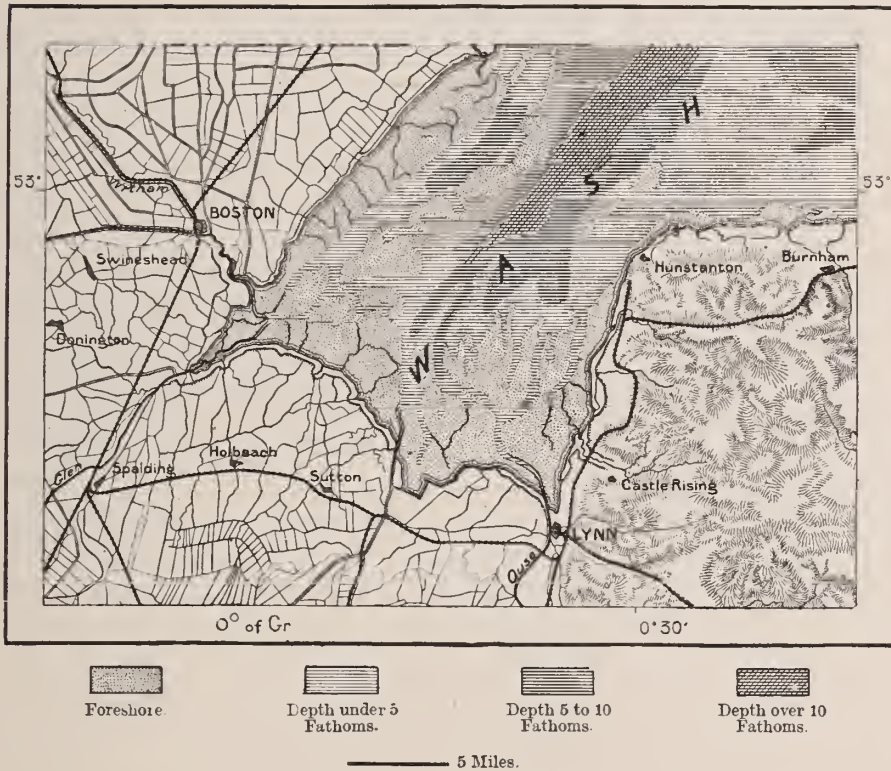 53°
53°
Witham
BOSTON
Swineshead
Donington
Hunstanton
Burnham
W A S H
Glen
Spalding
Holbeach
Sutton
Castle Rising
LYNN
Ouse
0° of Gr
0°30'
Foreshore.
Depth under 5
Fathoms.
Depth 5 to 10
Fathoms.
Depth over 10
Fathoms.
5 Miles.